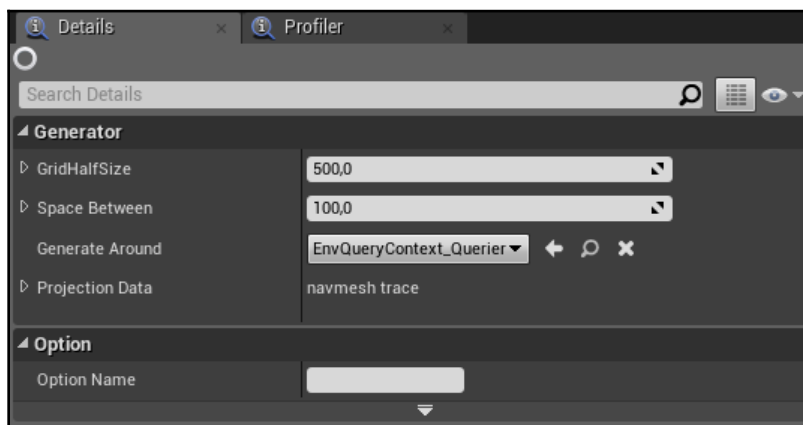 Details
Profiler
Search Details
Generator
GridHalfSize 500,0
Space Between 100,0
Generate Around EnvQueryContext_Querier
Projection Data navmesh trace
Option
Option Name